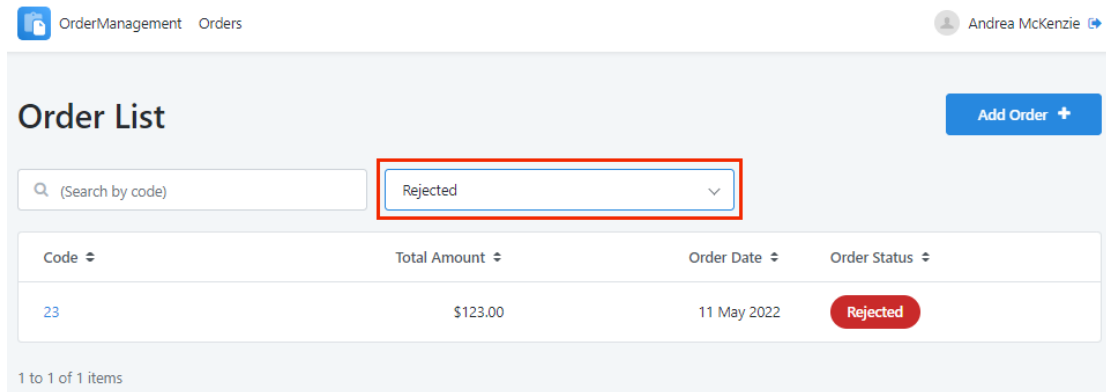 OrderManagement Orders Andrea McKenzie
Order List
Add Order +
(Search by code) Rejected
Code Total Amount Order Date Order Status
23 $123.00 11 May 2022 Rejected
1 to 1 of 1 items